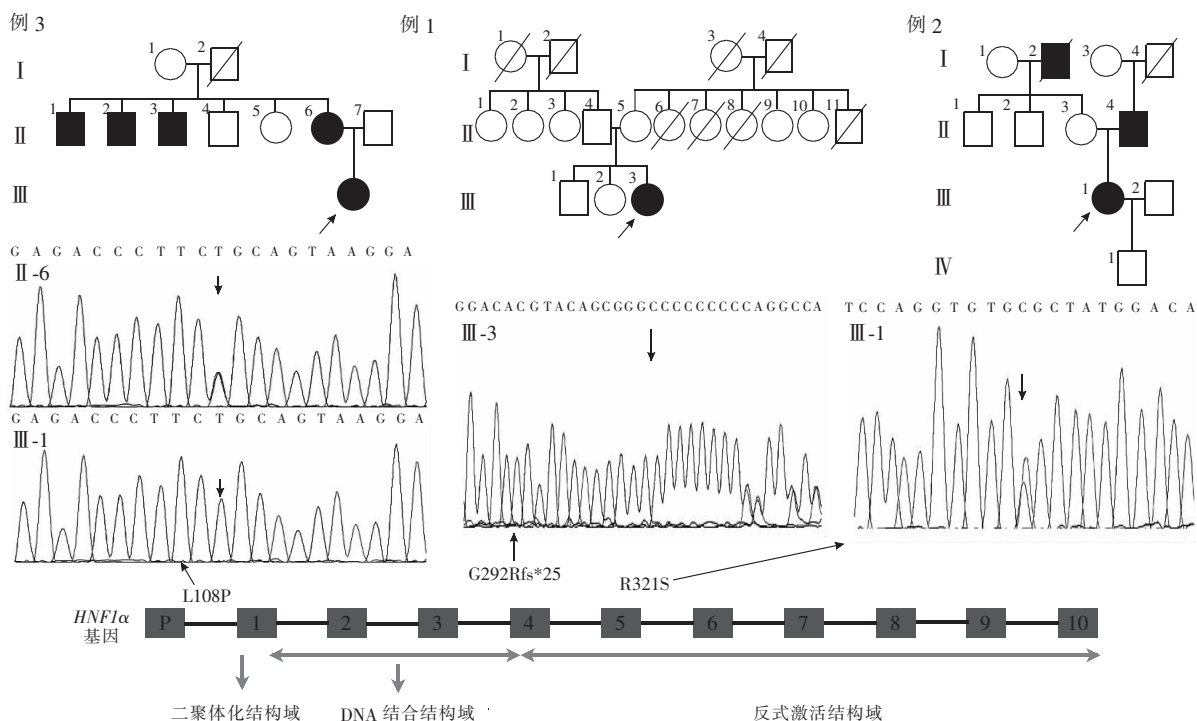 例 3
例 1
例 2
1 2
Ⅰ
1 2 3 4 5 6 7
Ⅱ
Ⅲ
1 2 3 4
Ⅰ
1 2 3 4 5 6 7 8 9 10 11
Ⅱ
1 2 3
Ⅲ
1 2 3 4
Ⅰ
1 2 3 4
Ⅱ
1 2
Ⅲ
1
Ⅳ
G A G A C C C T T C T G C A G T A A G G A
Ⅱ-6
G A G A C C C T T C T G C A G T A A G G A
Ⅲ-1
GGACACGTACAGCGGGCCCCCCCCCCAGGCCA
Ⅲ-3
T C C A G G T G T G C G C T A T G G A C A
Ⅲ-1
L108P
G292Rfs*25
R321S
HNF1α
基因
P 1 2 3 4 5 6 7 8 9 10
二聚体化结构域 DNA 结合结构域 反式激活结构域